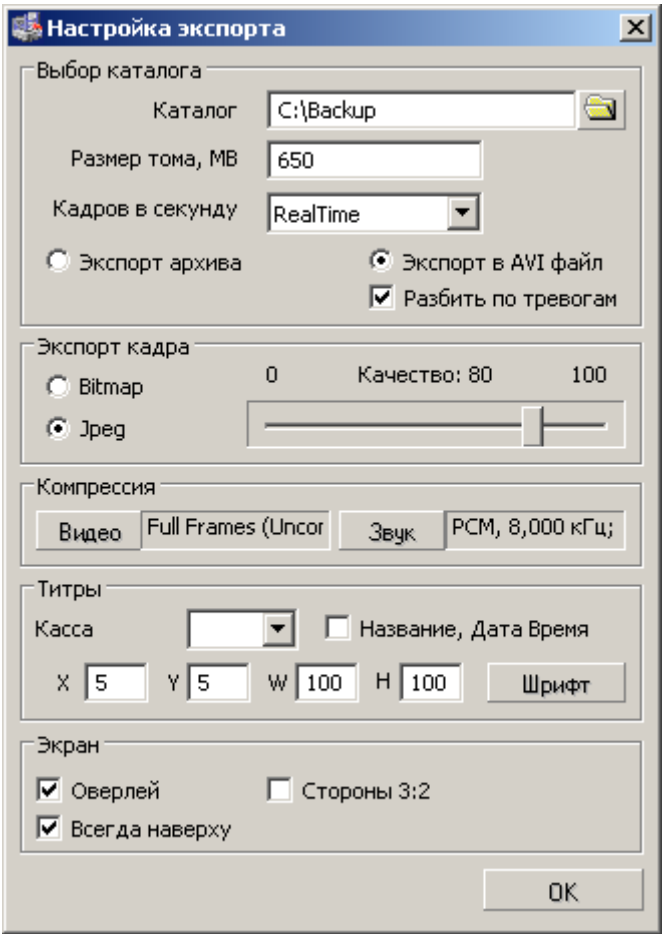 Настройка экспорта
Выбор каталога
Каталог C:\Backup
Размер тома, MB 650
Кадров в секунду RealTime
Экспорт архива Экспорт в AVI файл
Разбить по тревогам
Экспорт кадра
Bitmap 0 Качество: 80 100
Jpeg
Компрессия
Видео Full Frames (Uncor Звук PCM, 8,000 кГц;
Титры
Касса Название, Дата Время
X 5 Y 5 W 100 H 100 Шрифт
Экран
Оверлей Стороны 3:2
Всегда наверху
OK